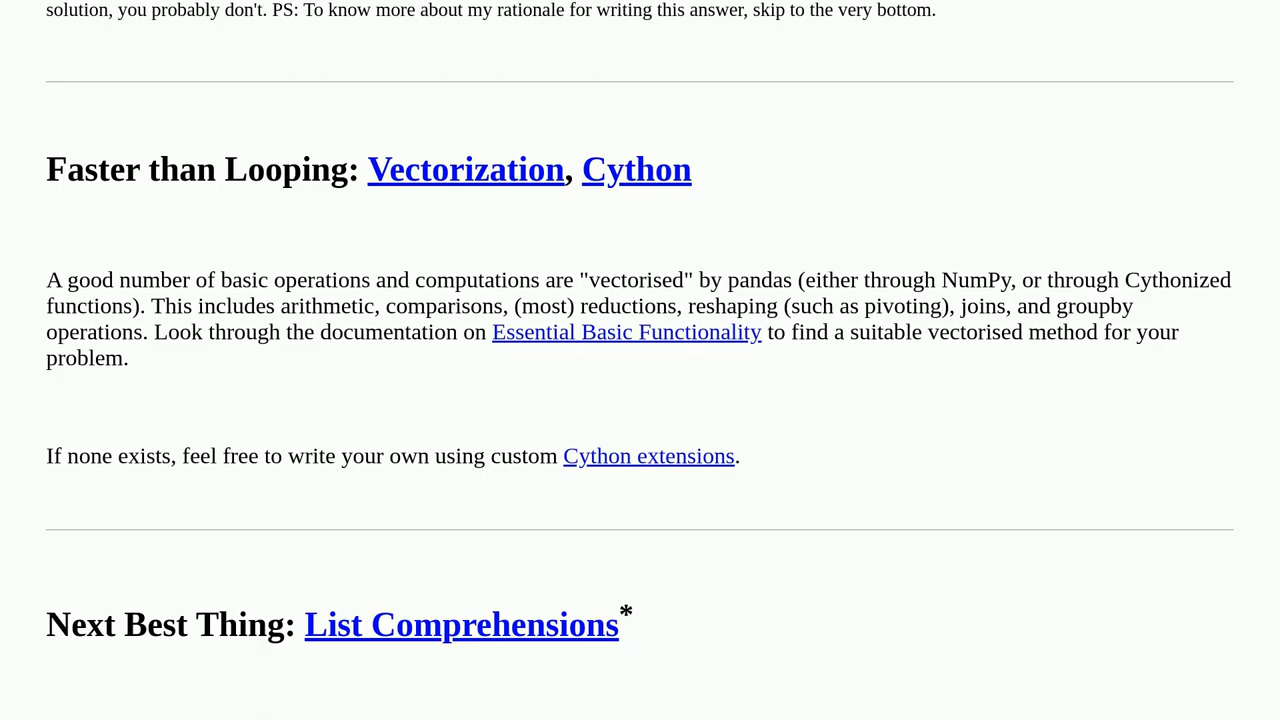 solution, you probably don't. PS: To know more about my rationale for writing this answer, skip to the very bottom.
Faster than Looping: Vectorization, Cython
A good number of basic operations and computations are "vectorised" by pandas (either through NumPy, or through Cythonized
functions). This includes arithmetic, comparisons, (most) reductions, reshaping (such as pivoting), joins, and groupby
operations. Look through the documentation on Essential Basic Functionality to find a suitable vectorised method for your
problem.
If none exists, feel free to write your own using custom Cython extensions.
Next Best Thing: List Comprehensions*